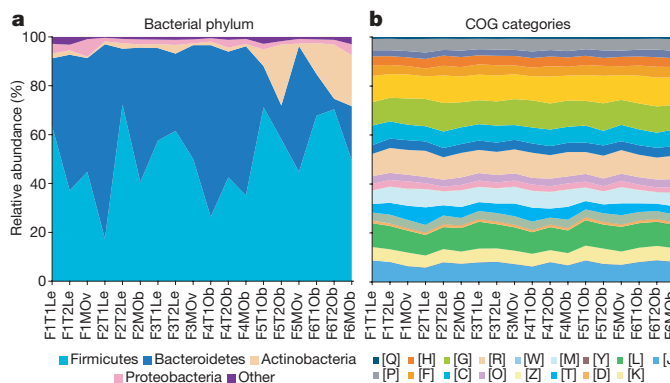 a Bacterial phylum
b COG categories
Relative abundance (%)
100
80
60
40
20
0
F1T1Le
F1T2Le
F1MOv
F2T1Le
F2T2Le
F2MOb
F3T1Le
F3T2Le
F3MOv
F4T1Ob
F4T2Ob
F4MOb
F5T1Ob
F5T2Ob
F5MOv
F6T1Ob
F6T2Ob
F6MOb
F1T1Le
F1T2Le
F1MOv
F2T1Le
F2T2Le
F2MOb
F3T1Le
F3T2Le
F3MOv
F4T1Ob
F4T2Ob
F4MOb
F5T1Ob
F5T2Ob
F5MOv
F6T1Ob
F6T2Ob
F6MOb
Firmicutes Bacteroidetes Actinobacteria
Proteobacteria Other
[Q] [H] [G] [R] [W] [M] [Y] [L]
[P] [F] [C] [O] [Z] [T] [D] [K]